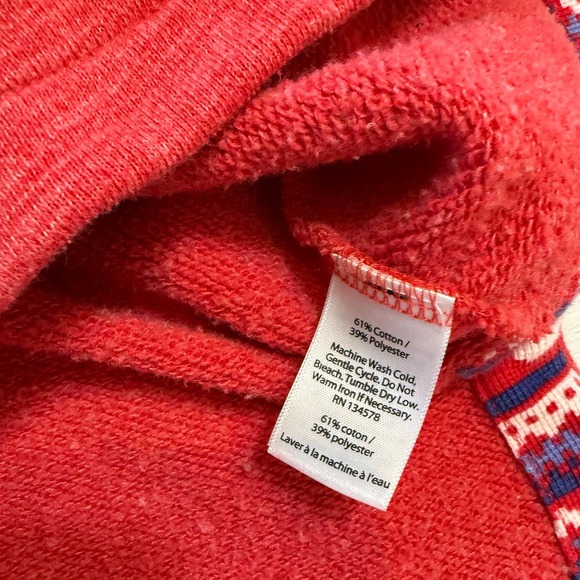 61% Cotton /
39% Polyester
Machine Wash Cold,
Gentle Cycle. Do Not
Bleach. Tumble Dry Low.
Warm Iron If Necessary.
RN 134578
61% coton /
39% polyester
Laver à la machine à l'eau